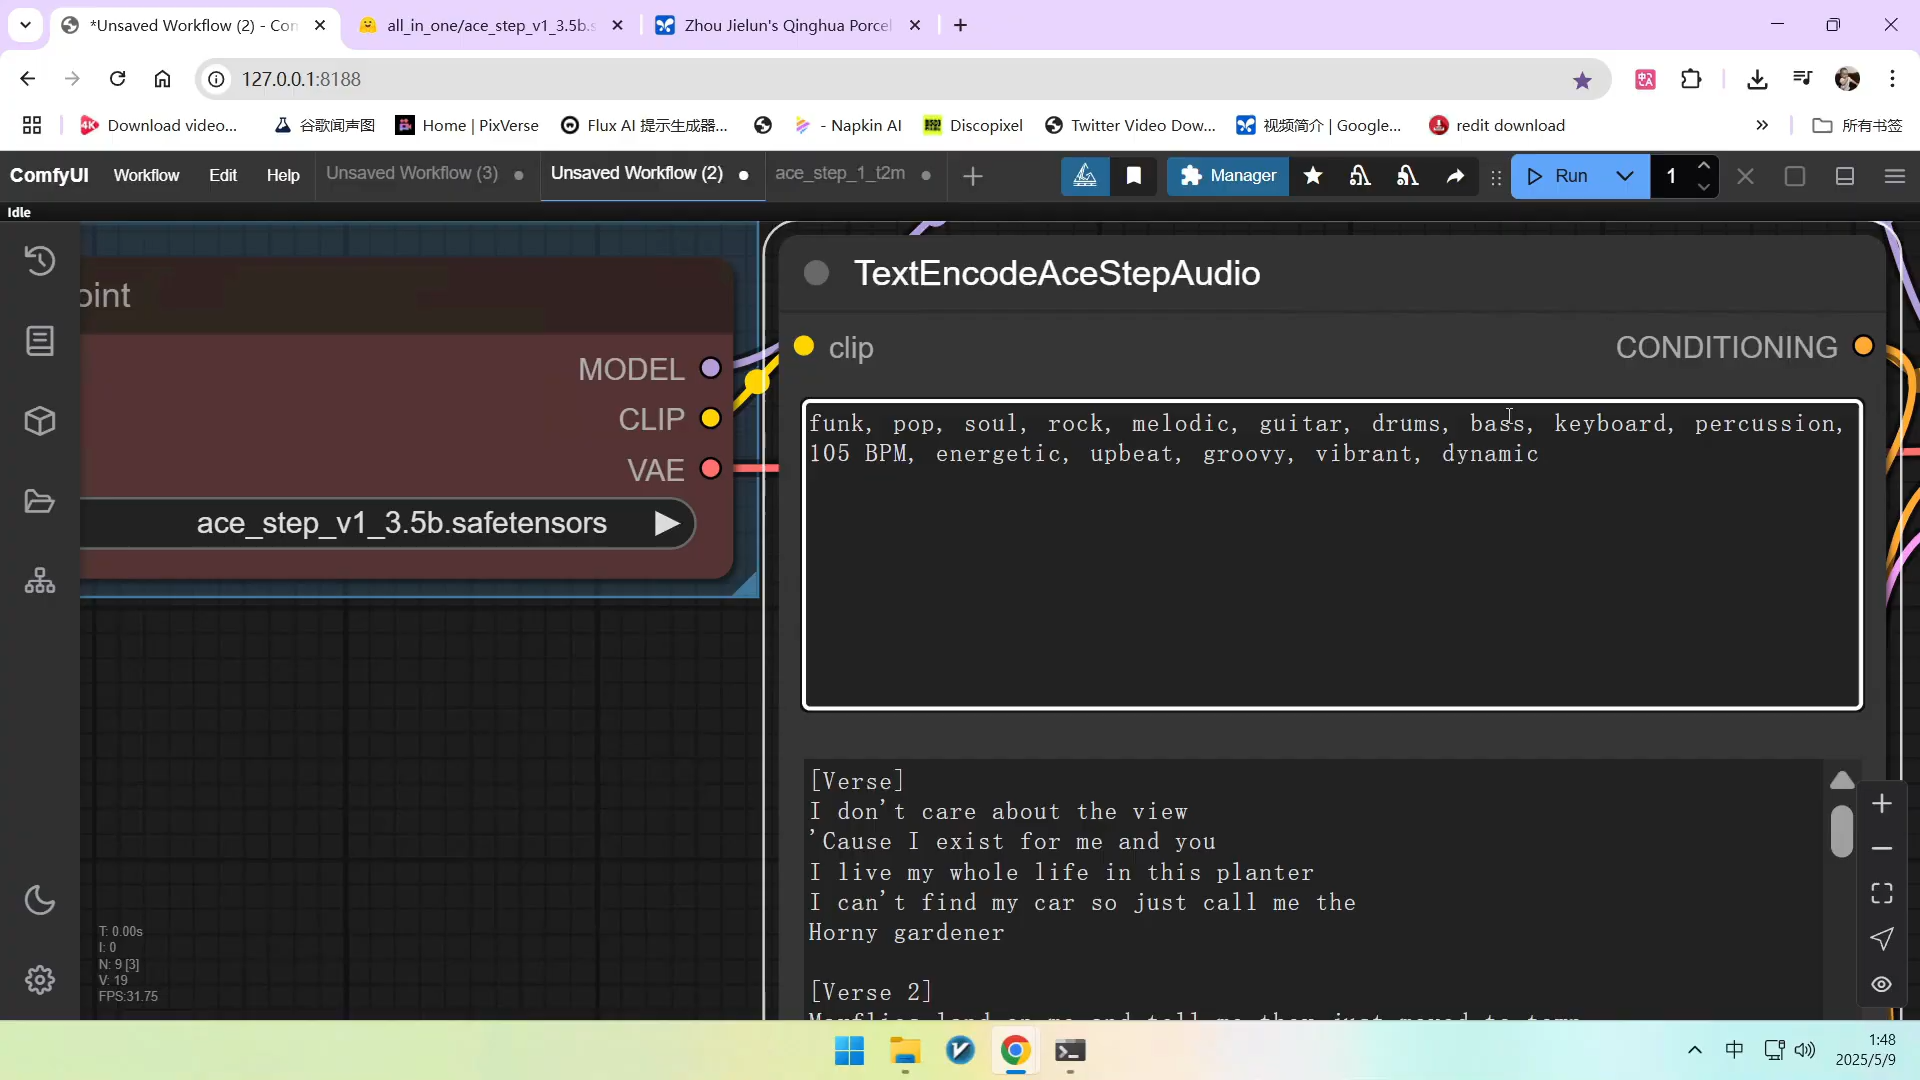 *Unsaved Workflow (2) - Con
all_in_one/ace_step_v1_3.5b.s
Zhou Jielun's Qinghua Porcel
127.0.0.1:8188
Download video...
谷歌闻声图
Home | PixVerse
Flux AI 提示生成器...
- Napkin AI
Discopixel
Twitter Video Dow...
视频简介 | Google...
redit download
所有书签
ComfyUI
Workflow
Edit
Help
Unsaved Workflow (3)
Unsaved Workflow (2)
ace_step_1_t2m
Manager
Run
1
Idle
oint
MODEL
CLIP
VAE
ace_step_v1_3.5b.safetensors
TextEncodeAceStepAudio
clip
CONDITIONING
funk, pop, soul, rock, melodic, guitar, drums, bass, keyboard, percussion,
105 BPM, energetic, upbeat, groovy, vibrant, dynamic
[Verse]
I don't care about the view
'Cause I exist for me and you
I live my whole life in this planter
I can't find my car so just call me the
Horny gardener
[Verse 2]
T: 0.00s
I: 0
N: 9 [3]
V: 19
FPS:31.75
中
1:48
2025/5/9